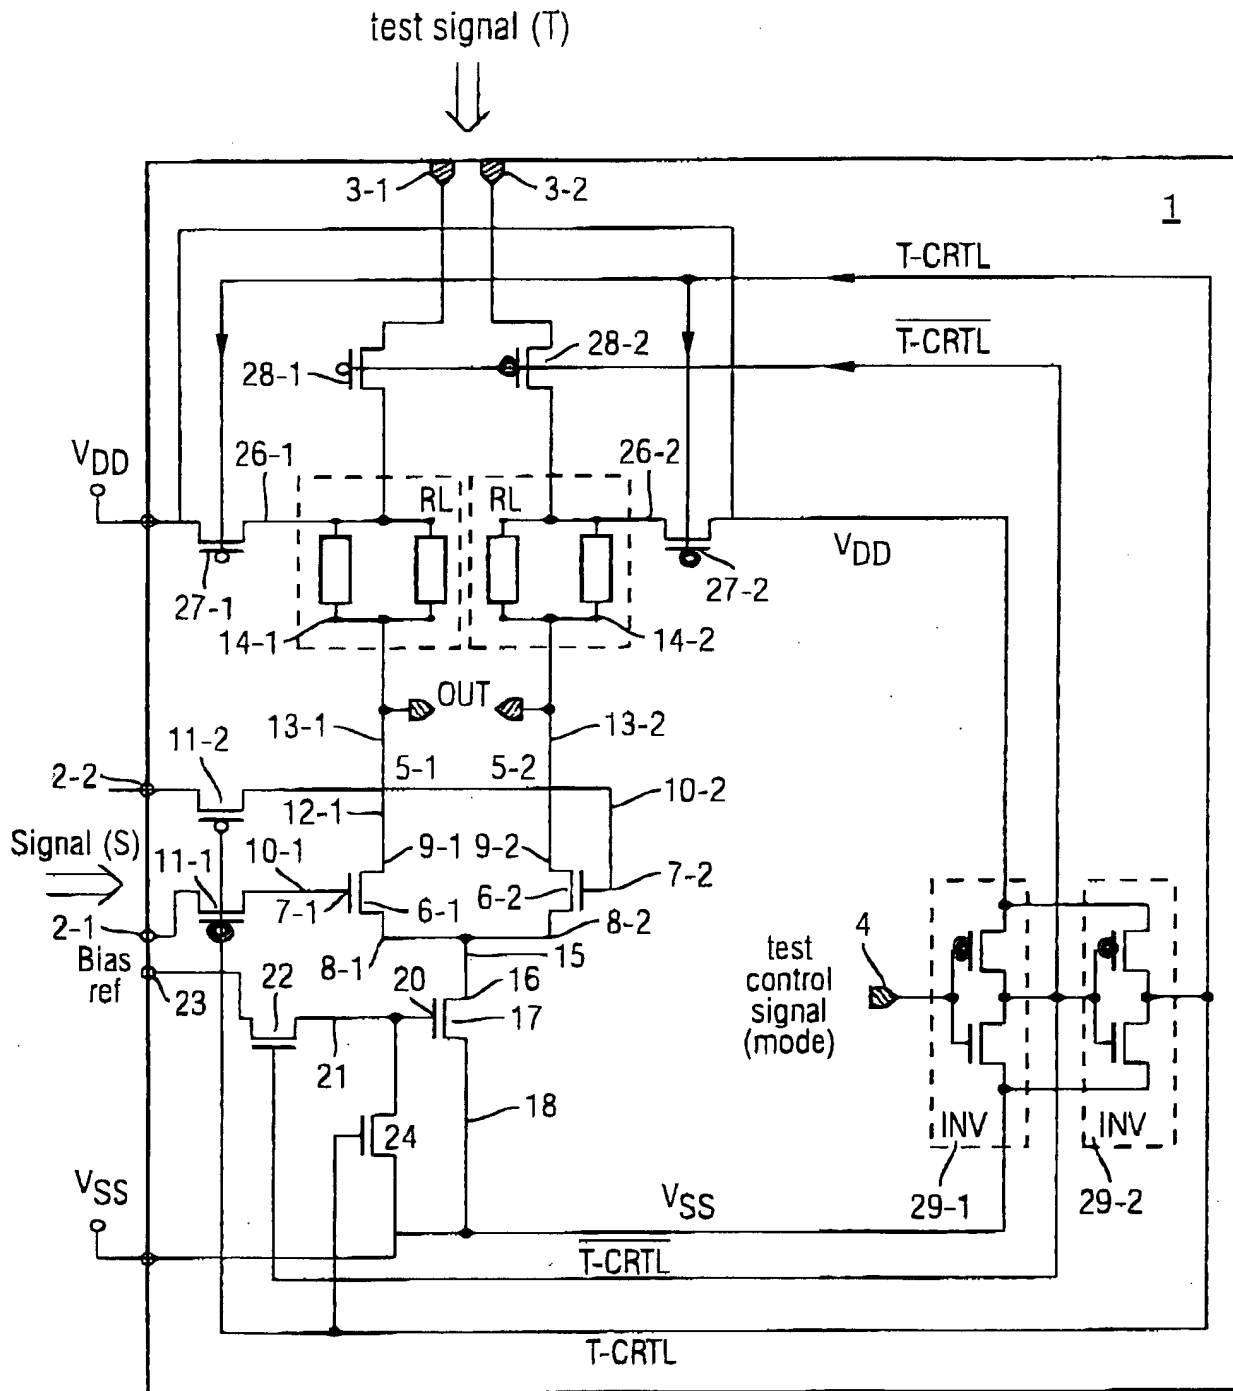 test signal (T)
3-1
3-2
1
T-CRTL
T-CRTL
28-1
28-2
VDD
26-1
26-2
RL
RL
VDD
27-1
27-2
14-1
14-2
OUT
13-1
13-2
11-2
2-2
5-1
5-2
10-2
12-1
Signal (S)
11-1
10-1
9-1
9-2
7-1
6-1
6-2
7-2
2-1
8-1
8-2
15
Bias
ref
23
22
20
16
17
21
18
24
4
test
control
signal
(mode)
INV
INV
29-1
29-2
VSS
VSS
T-CRTL
T-CRTL